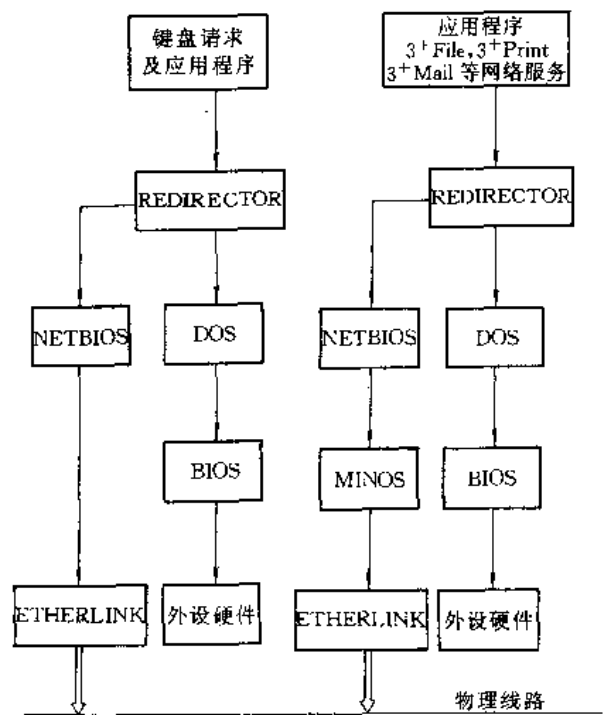 键盘请求
及应用程序
应用程序
3⁺File,3⁺Print
3⁺Mail 等网络服务
REDIRECTOR
REDIRECTOR
NETBIOS
DOS
NETBIOS
DOS
BIOS
MINOS
BIOS
ETHERLINK
外设硬件
ETHERLINK
外设硬件
物理线路